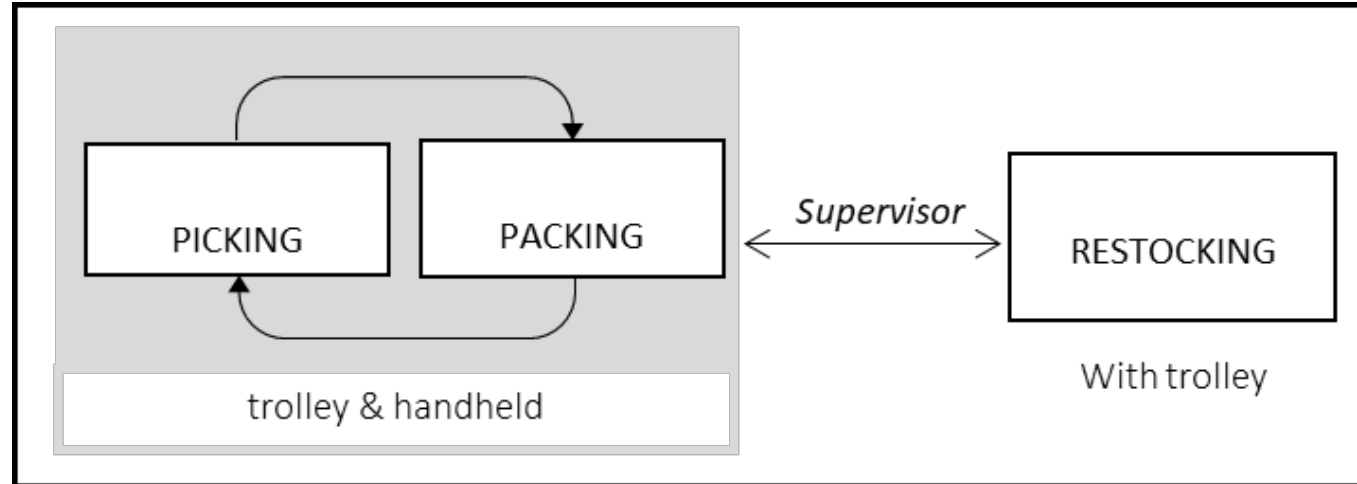 PICKING
PACKING
trolley & handheld
Supervisor
RESTOCKING
With trolley